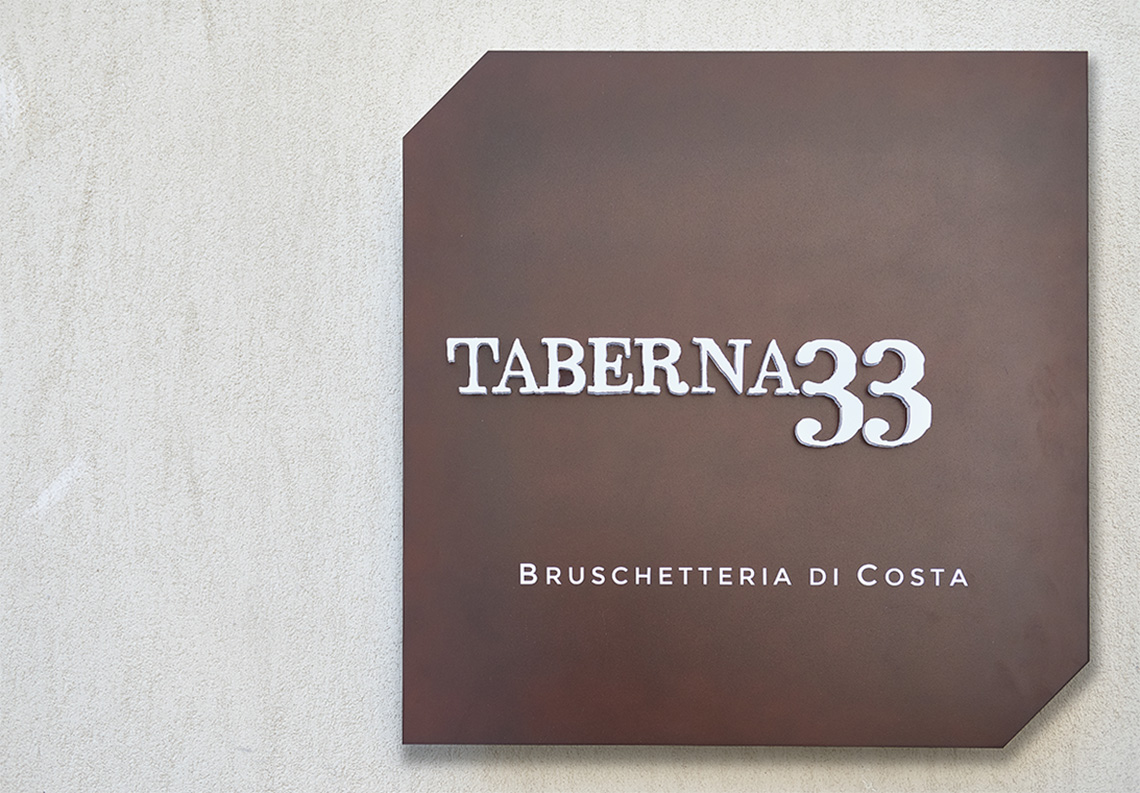 TABERNA33
BRUSCHETTERIA DI COSTA